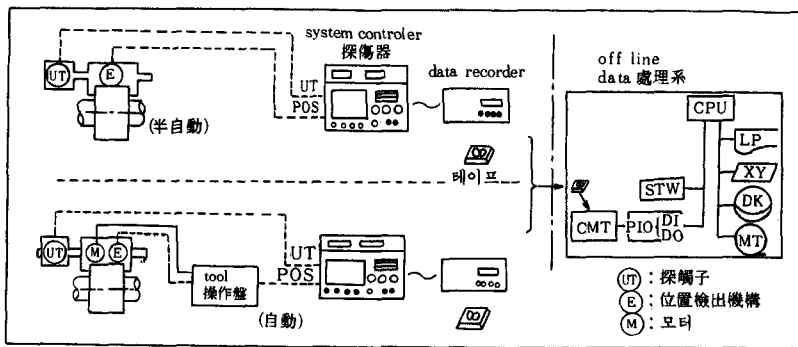 system controler
探傷器
data recorder
UT
E
UT
POS
(半自動)
테이프
UT
M
E
UT
POS
tool
操作盤
(自動)
off line
data 處理系
CPU
LP
XY
STW
DK
CMT
PIO
DI
DO
MT
UT : 探觸子
E : 位置檢出機構
M : 모터